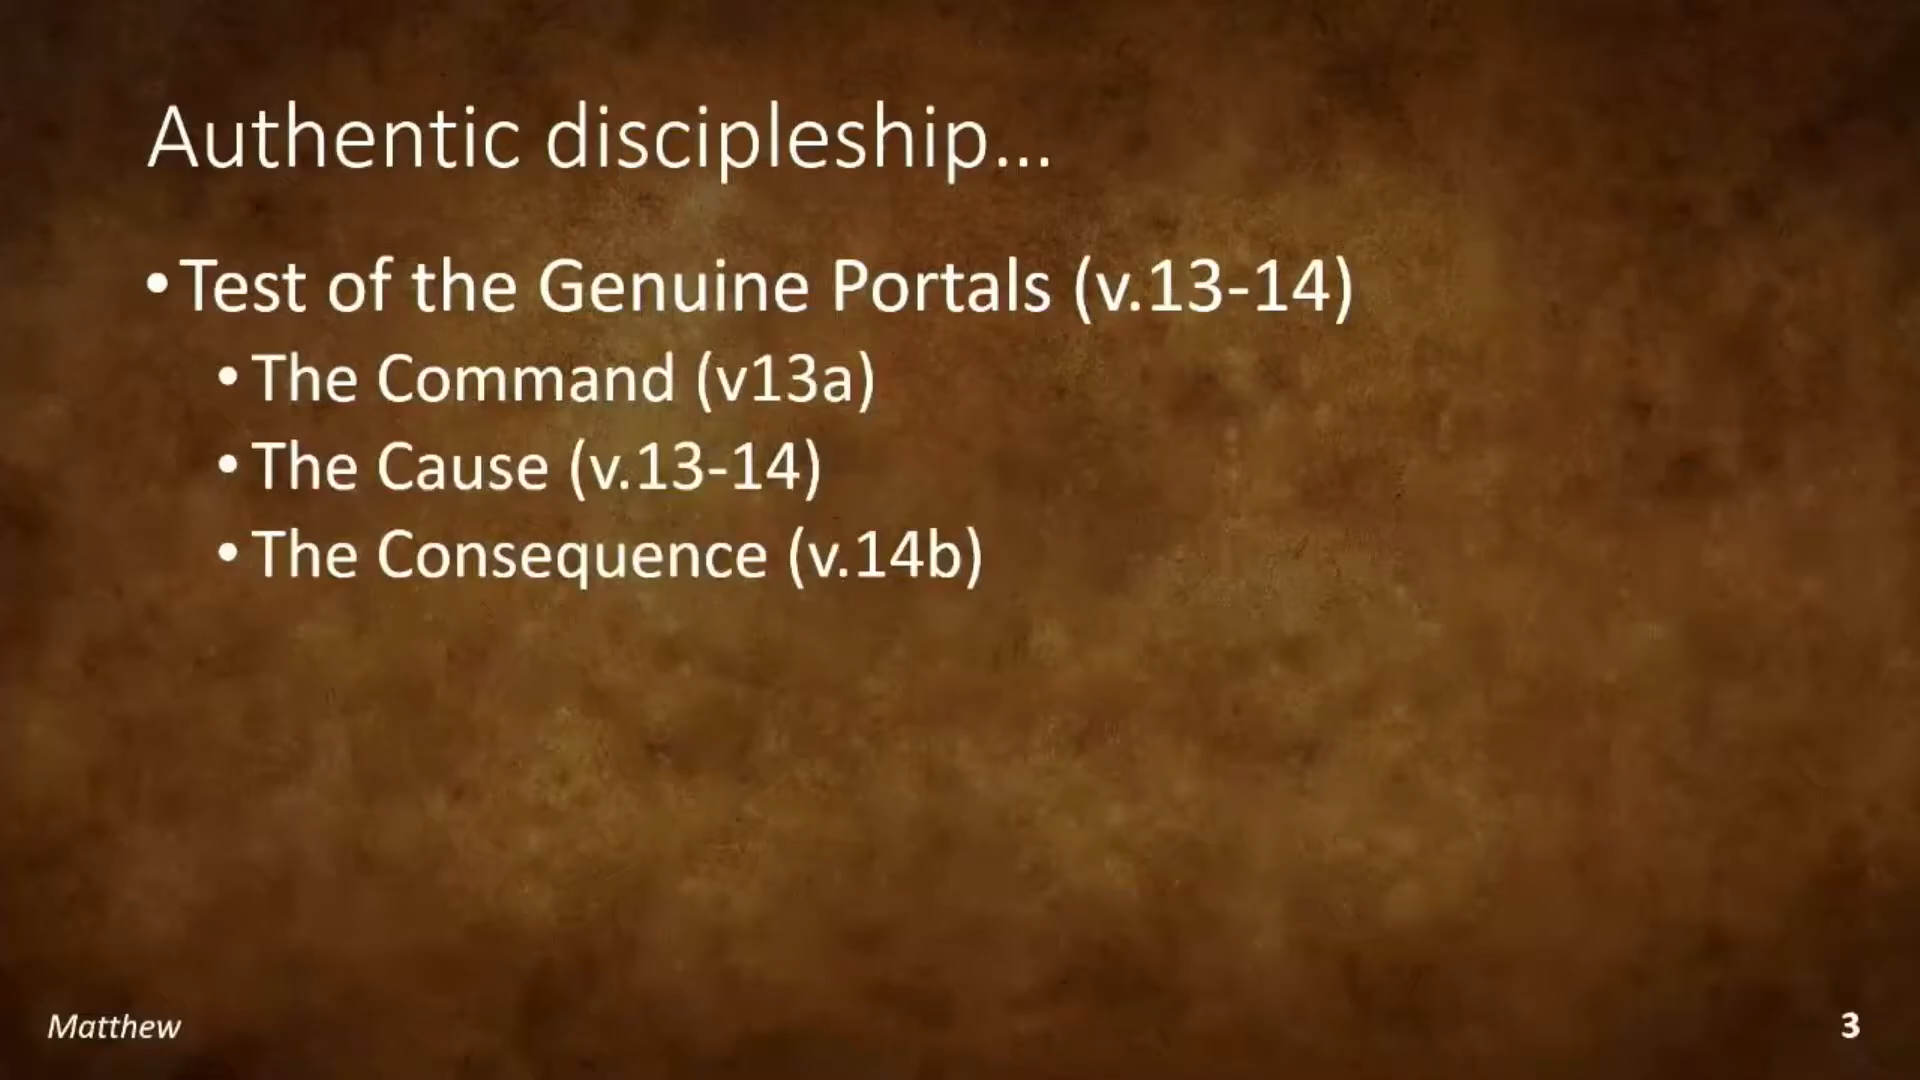 Authentic discipleship...
• Test of the Genuine Portals (v.13-14)
• The Command (v13a)
• The Cause (v.13-14)
• The Consequence (v.14b)
Matthew
3